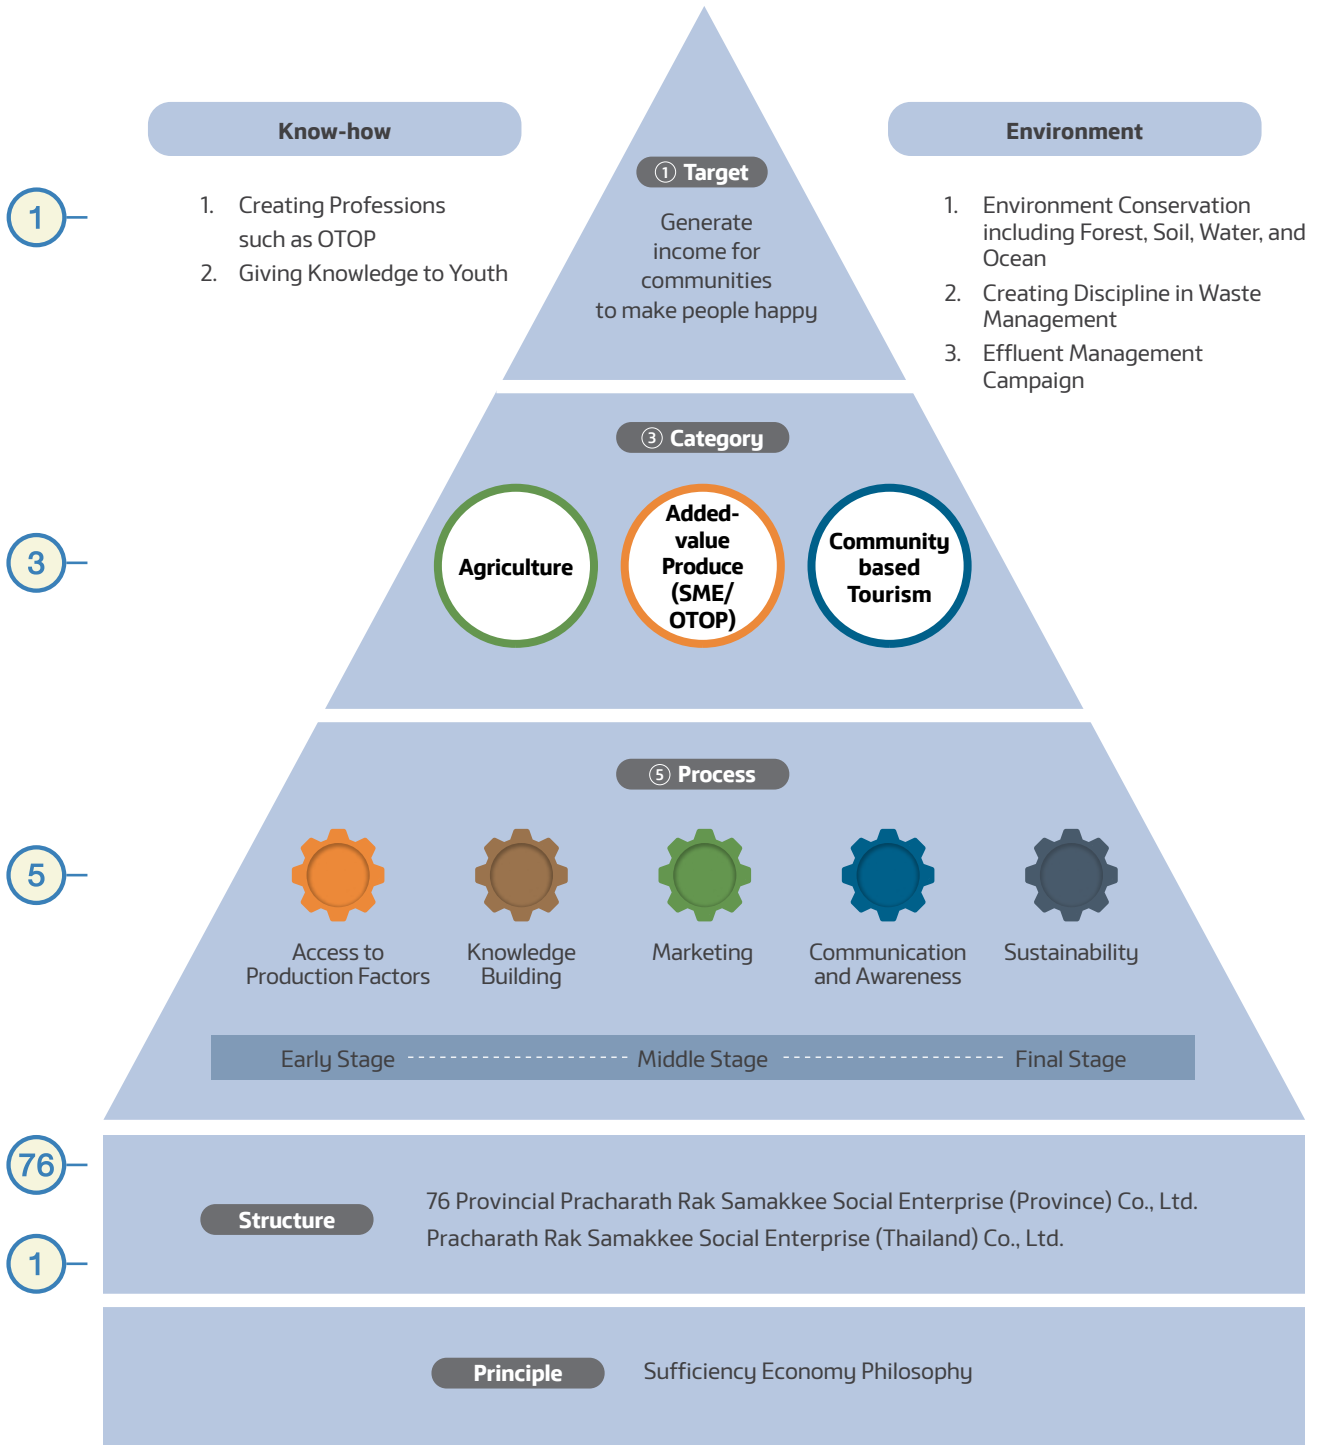 Know-how
1. Creating Professions
such as OTOP
2. Giving Knowledge to Youth
Environment
1. Environment Conservation
including Forest, Soil, Water, and
Ocean
2. Creating Discipline in Waste
Management
3. Effluent Management
Campaign
1
① Target
Generate
income for
communities
to make people happy
3
③ Category
Agriculture
Added-
value
Produce
(SME/
OTOP)
Community
based
Tourism
5
⑤ Process
Access to
Production Factors
Knowledge
Building
Marketing
Communication
and Awareness
Sustainability
Early Stage
Middle Stage
Final Stage
76
1
Structure
76 Provincial Pracharath Rak Samakkee Social Enterprise (Province) Co., Ltd.
Pracharath Rak Samakkee Social Enterprise (Thailand) Co., Ltd.
Principle
Sufficiency Economy Philosophy